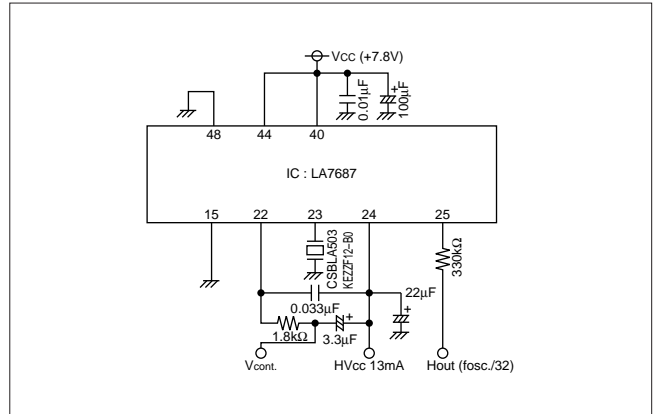 VCC (+7.8V)
0.01μF
100μF
+
48
44
40
IC : LA7687
15
22
23
24
25
CSBLA503
KEZZF12–B0
330kΩ
0.033μF
22μF
+
1.8kΩ
3.3μF
+
Vcont.
HVcc 13mA
Hout (fosc./32)